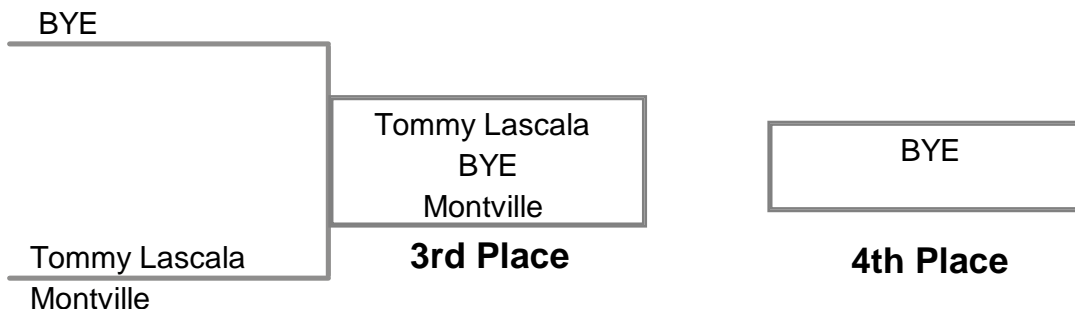 BYE
Tommy Lascala
BYE
Montville
3rd Place
BYE
4th Place
Tommy Lascala
Montville